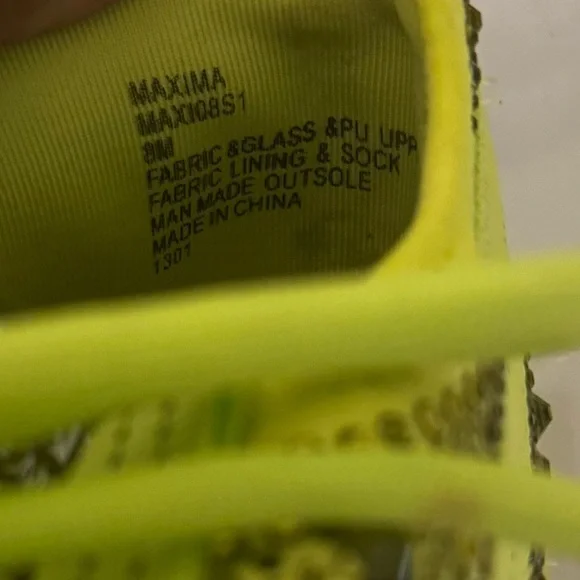 MAXIMA
MAXI08S1
8M
FABRIC &GLASS &PU UPP
FABRIC LINING & SOCK
MAN MADE OUTSOLE
MADE IN CHINA
1301